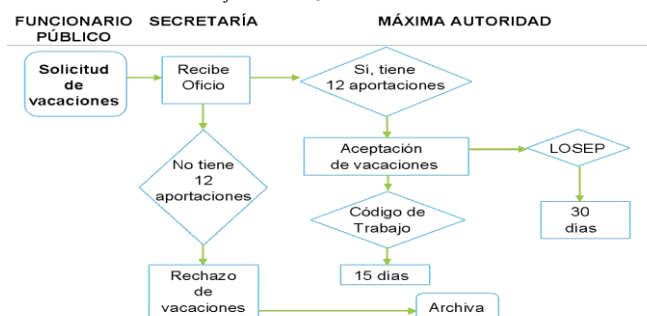 FUNCIONARIO
PÚBLICO
SECRETARÍA
MÁXIMA AUTORIDAD
Solicitud
de
vacaciones
Recibe
Oficio
Si, tiene
12 aportaciones
No tiene
12
aportaciones
Aceptación
de vacaciones
LOSEP
Código de
Trabajo
30
dias
Rechazo
de
vacaciones
15 dias
Archiva